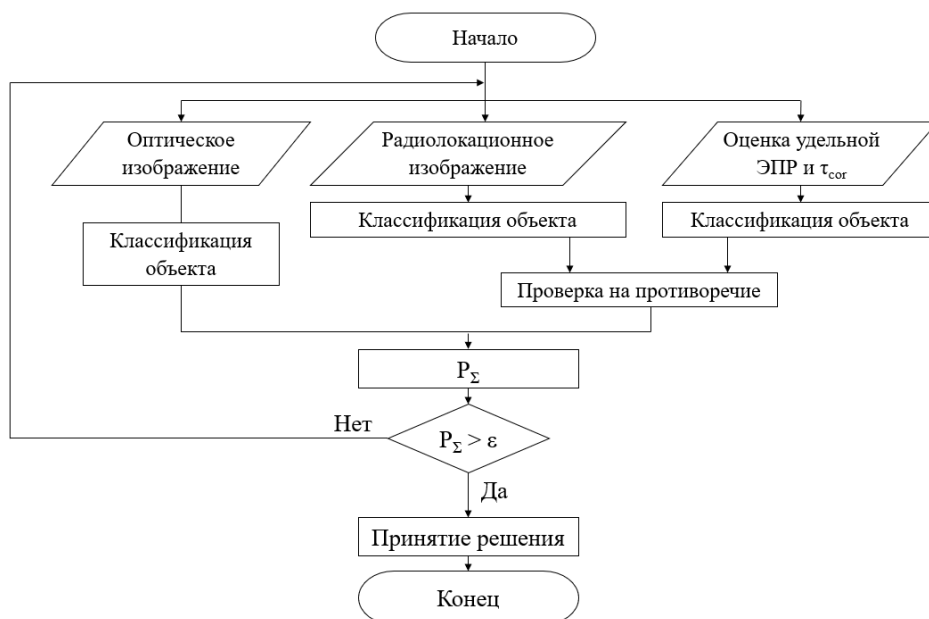 Начало
Оптическое
изображение
Радиолокационное
изображение
Оценка удельной
ЭПР и τcor
Классификация
объекта
Классификация объекта
Классификация объекта
Проверка на противоречие
PΣ
Нет
PΣ > ε
Да
Принятие решения
Конец